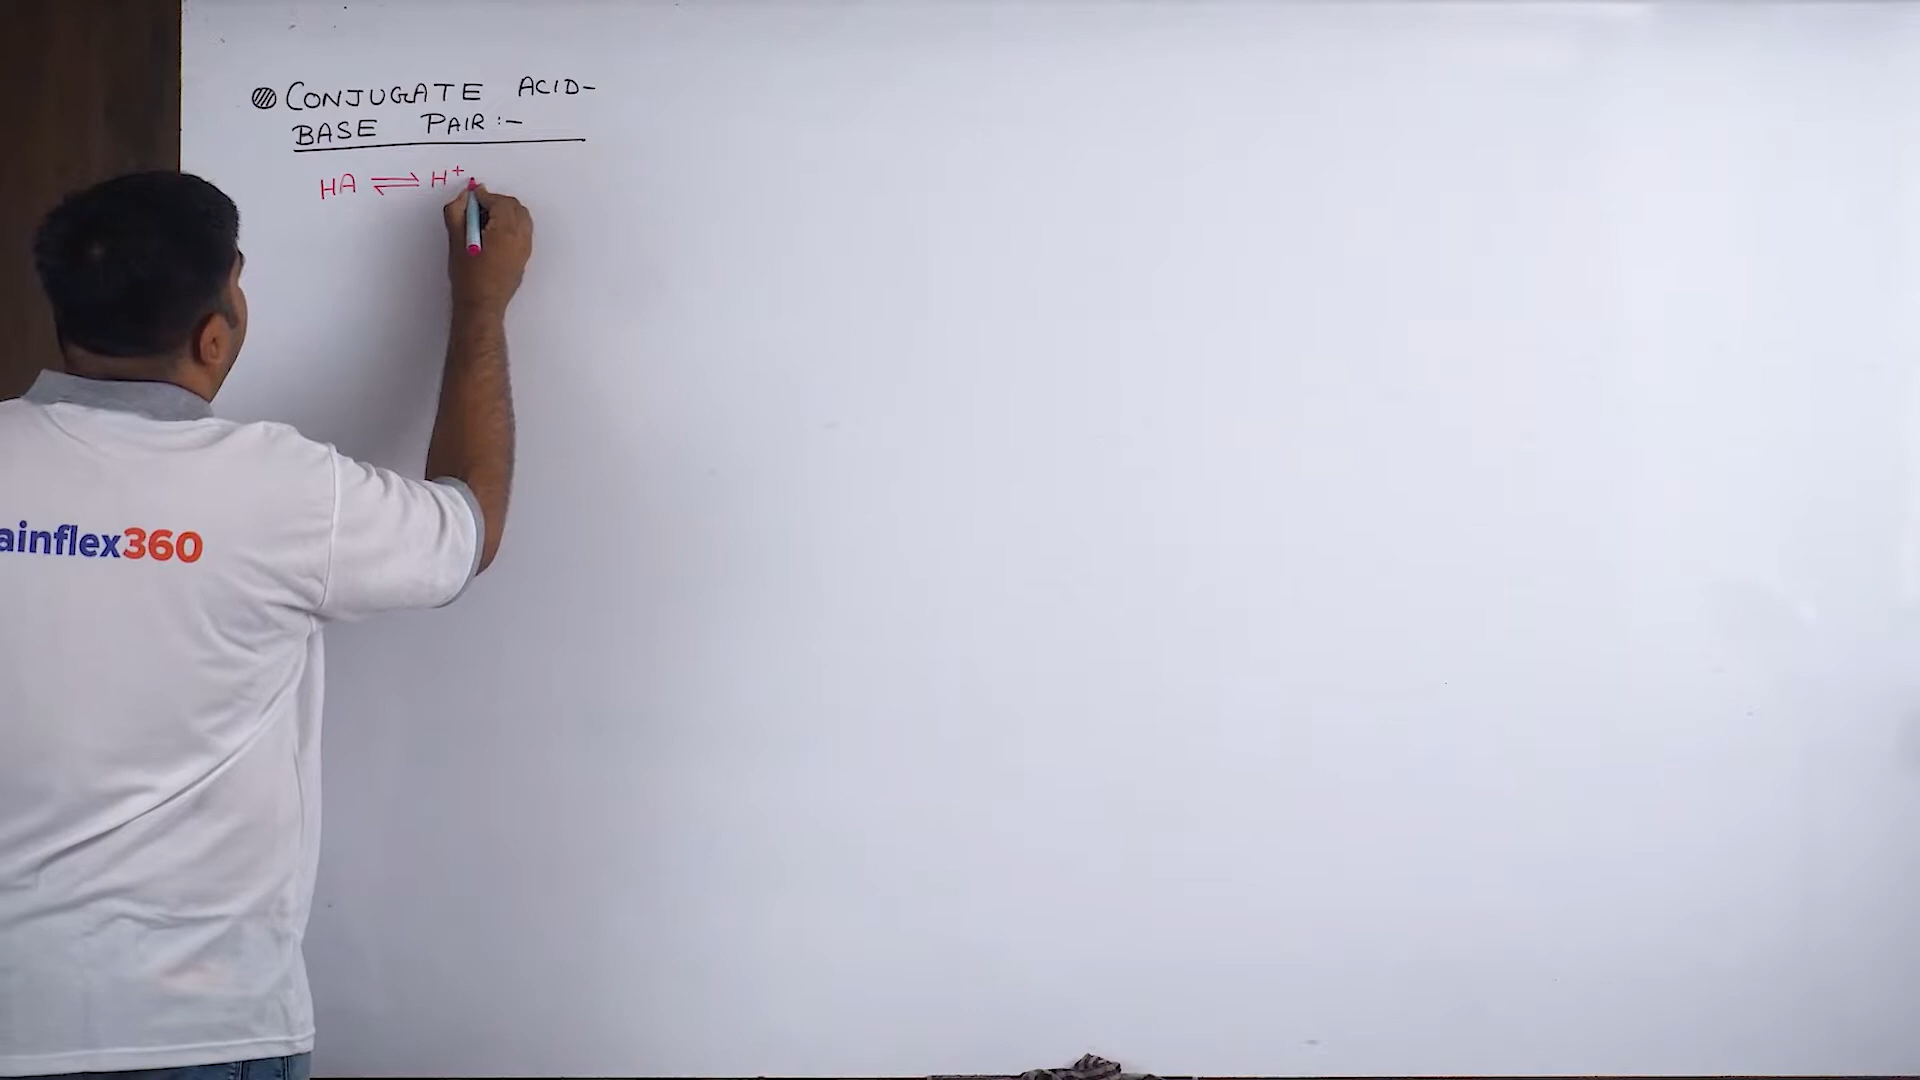 CONJUGATE ACID-
BASE PAIR :-
HA ⇌ H⁺
ainflex360